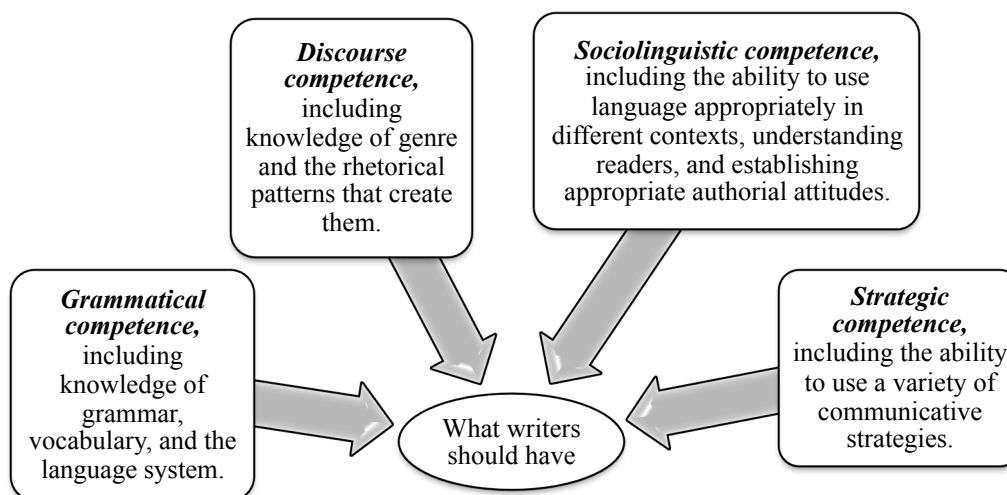 Discourse
competence,
including
knowledge of genre
and the rhetorical
patterns that create
them.
Sociolinguistic competence,
including the ability to use
language appropriately in
different contexts, understanding
readers, and establishing
appropriate authorial attitudes.
Grammatical
competence,
including
knowledge of
grammar,
vocabulary, and the
language system.
Strategic
competence,
including the ability
to use a variety of
communicative
strategies.
What writers
should have